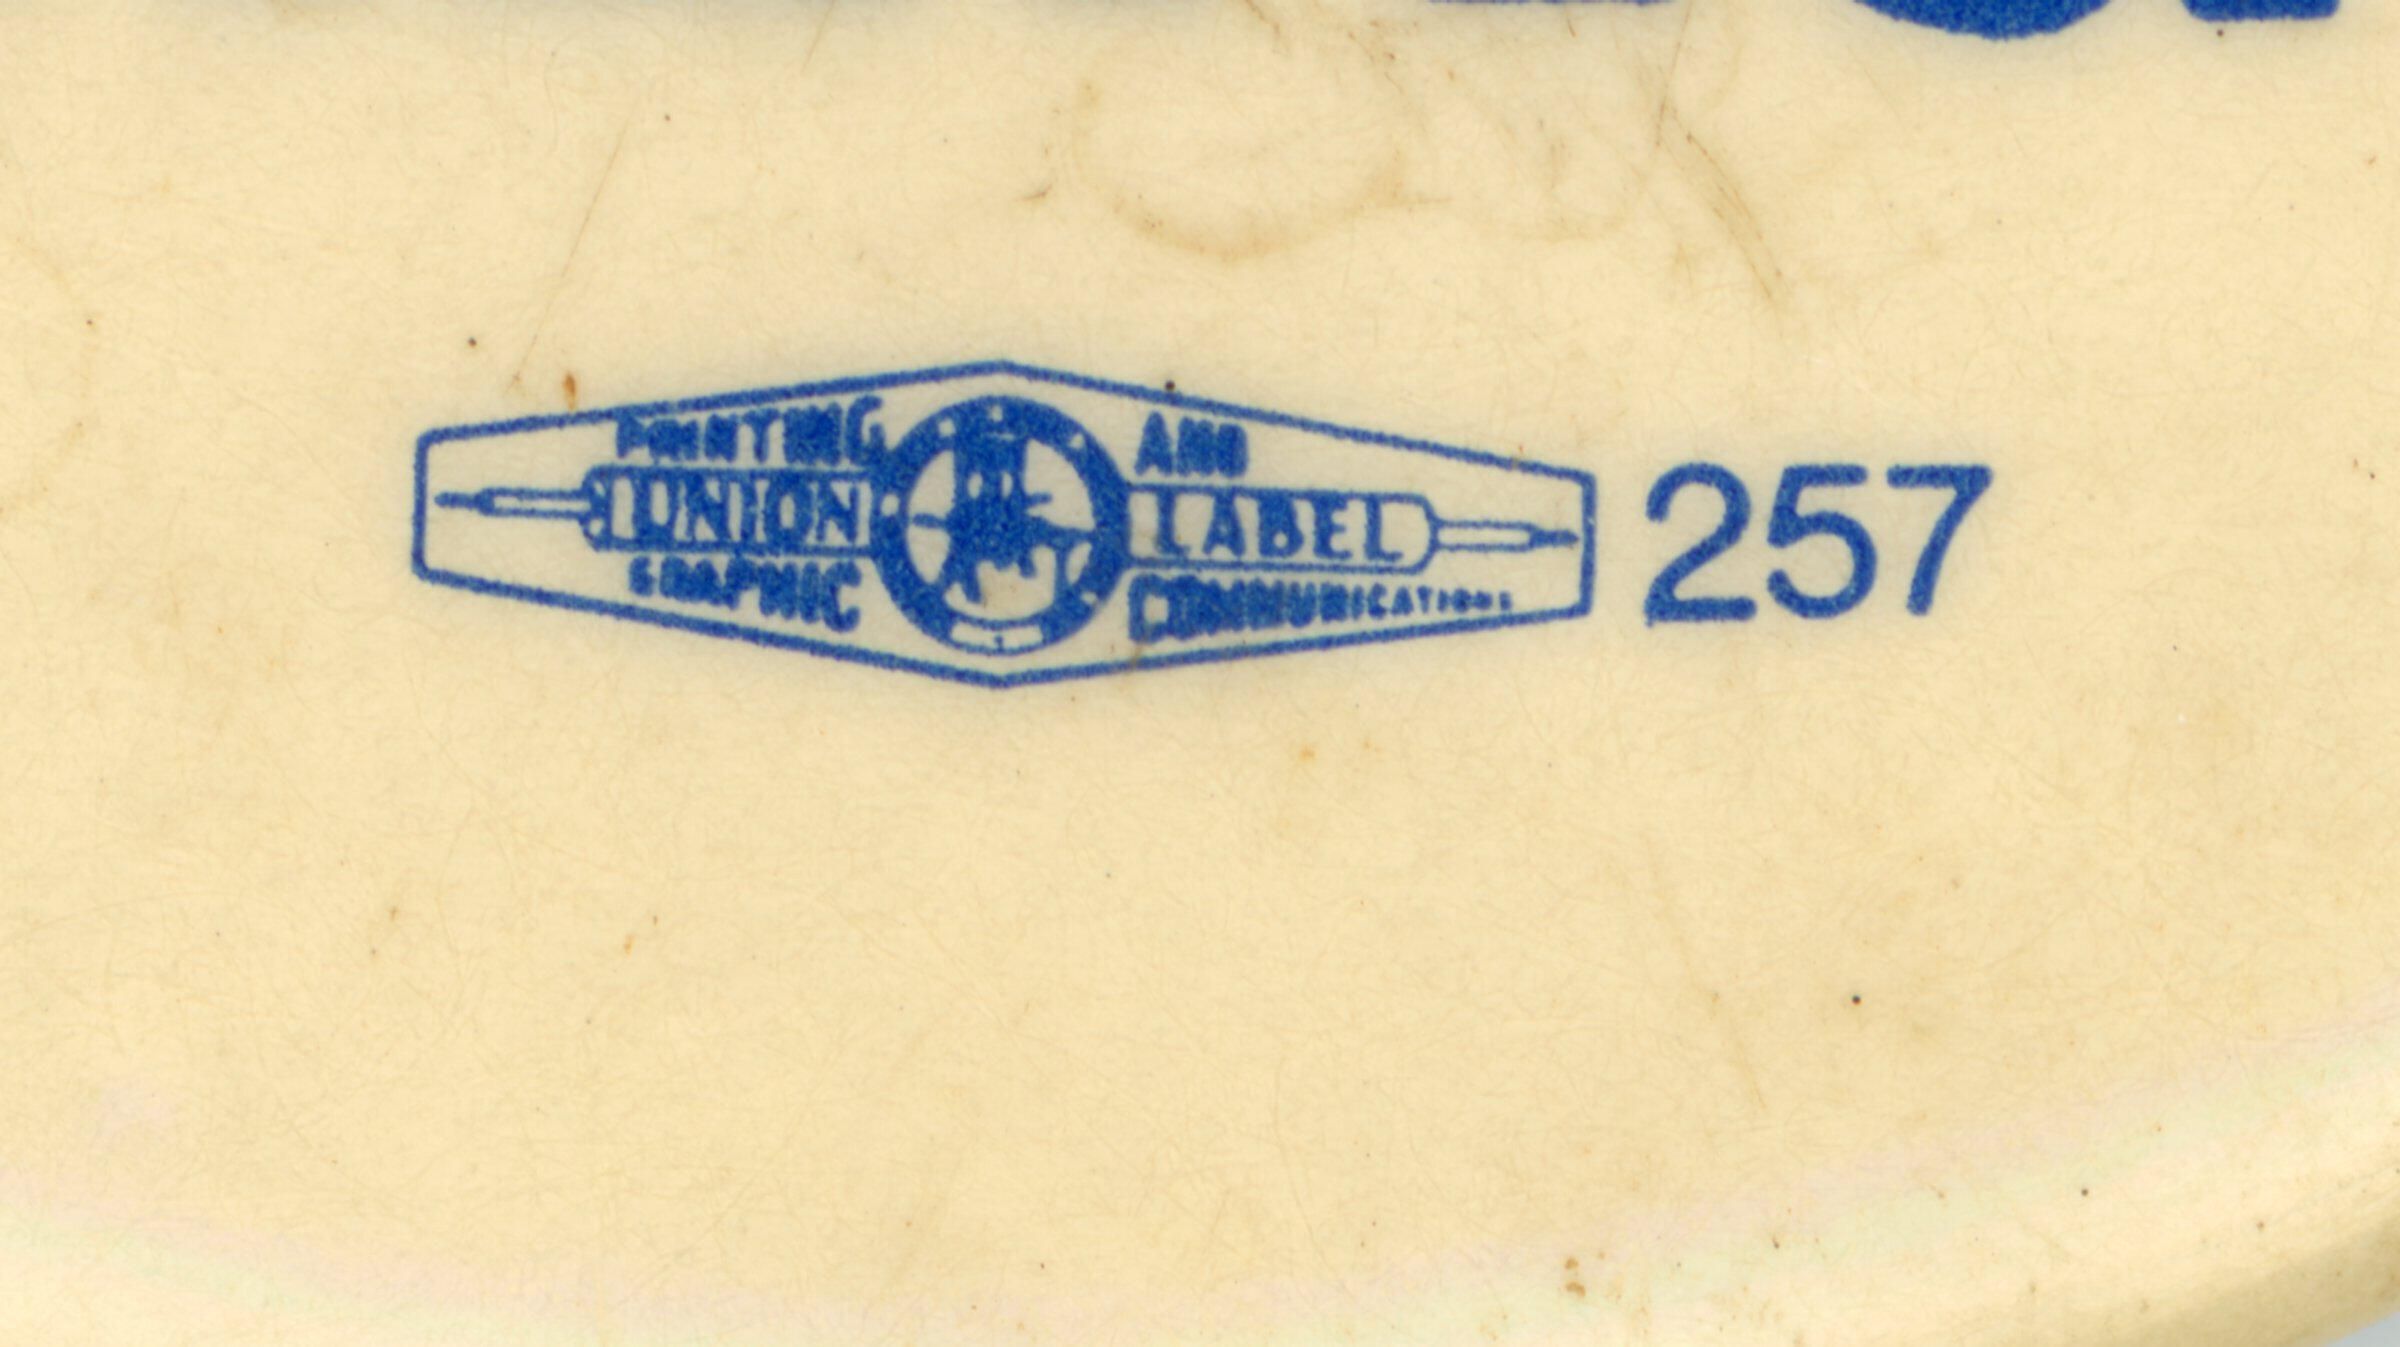 PRINTING AND
UNION LABEL 257
GRAPHIC COMMUNICATIONS